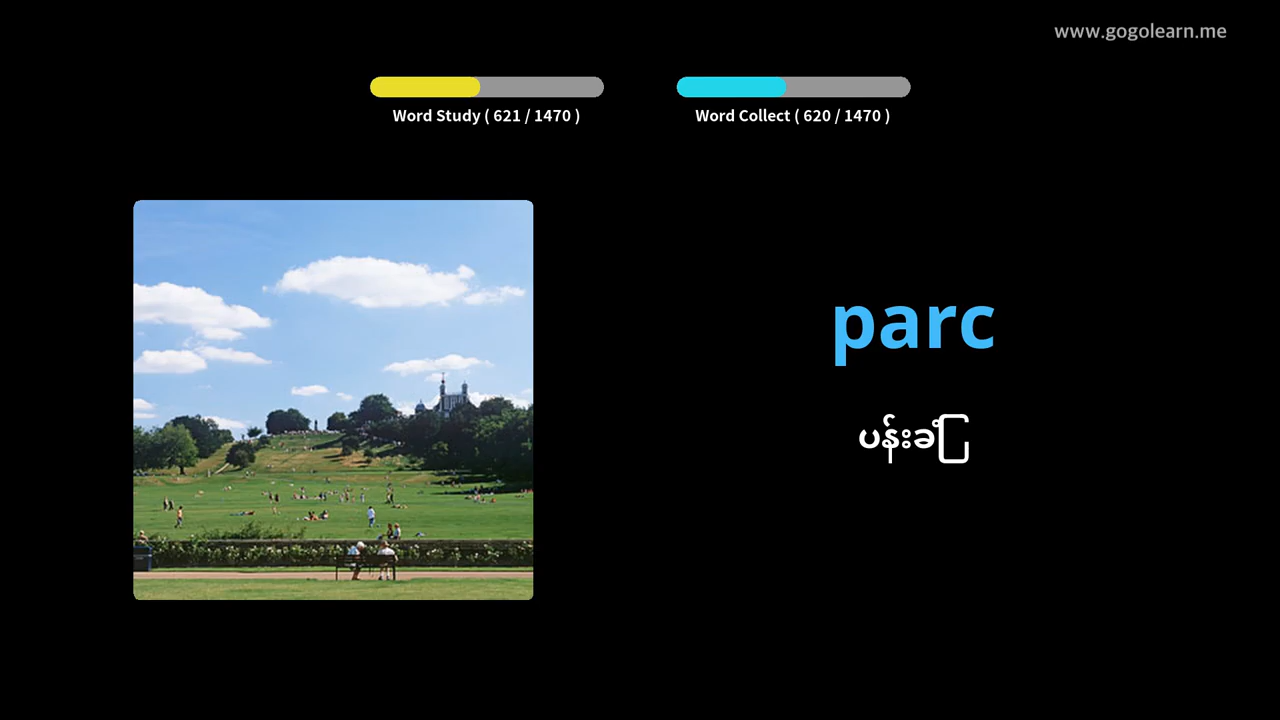 www.gogolearn.me
Word Study ( 621 / 1470 )
Word Collect ( 620 / 1470 )
parc
ပန်းခံြ